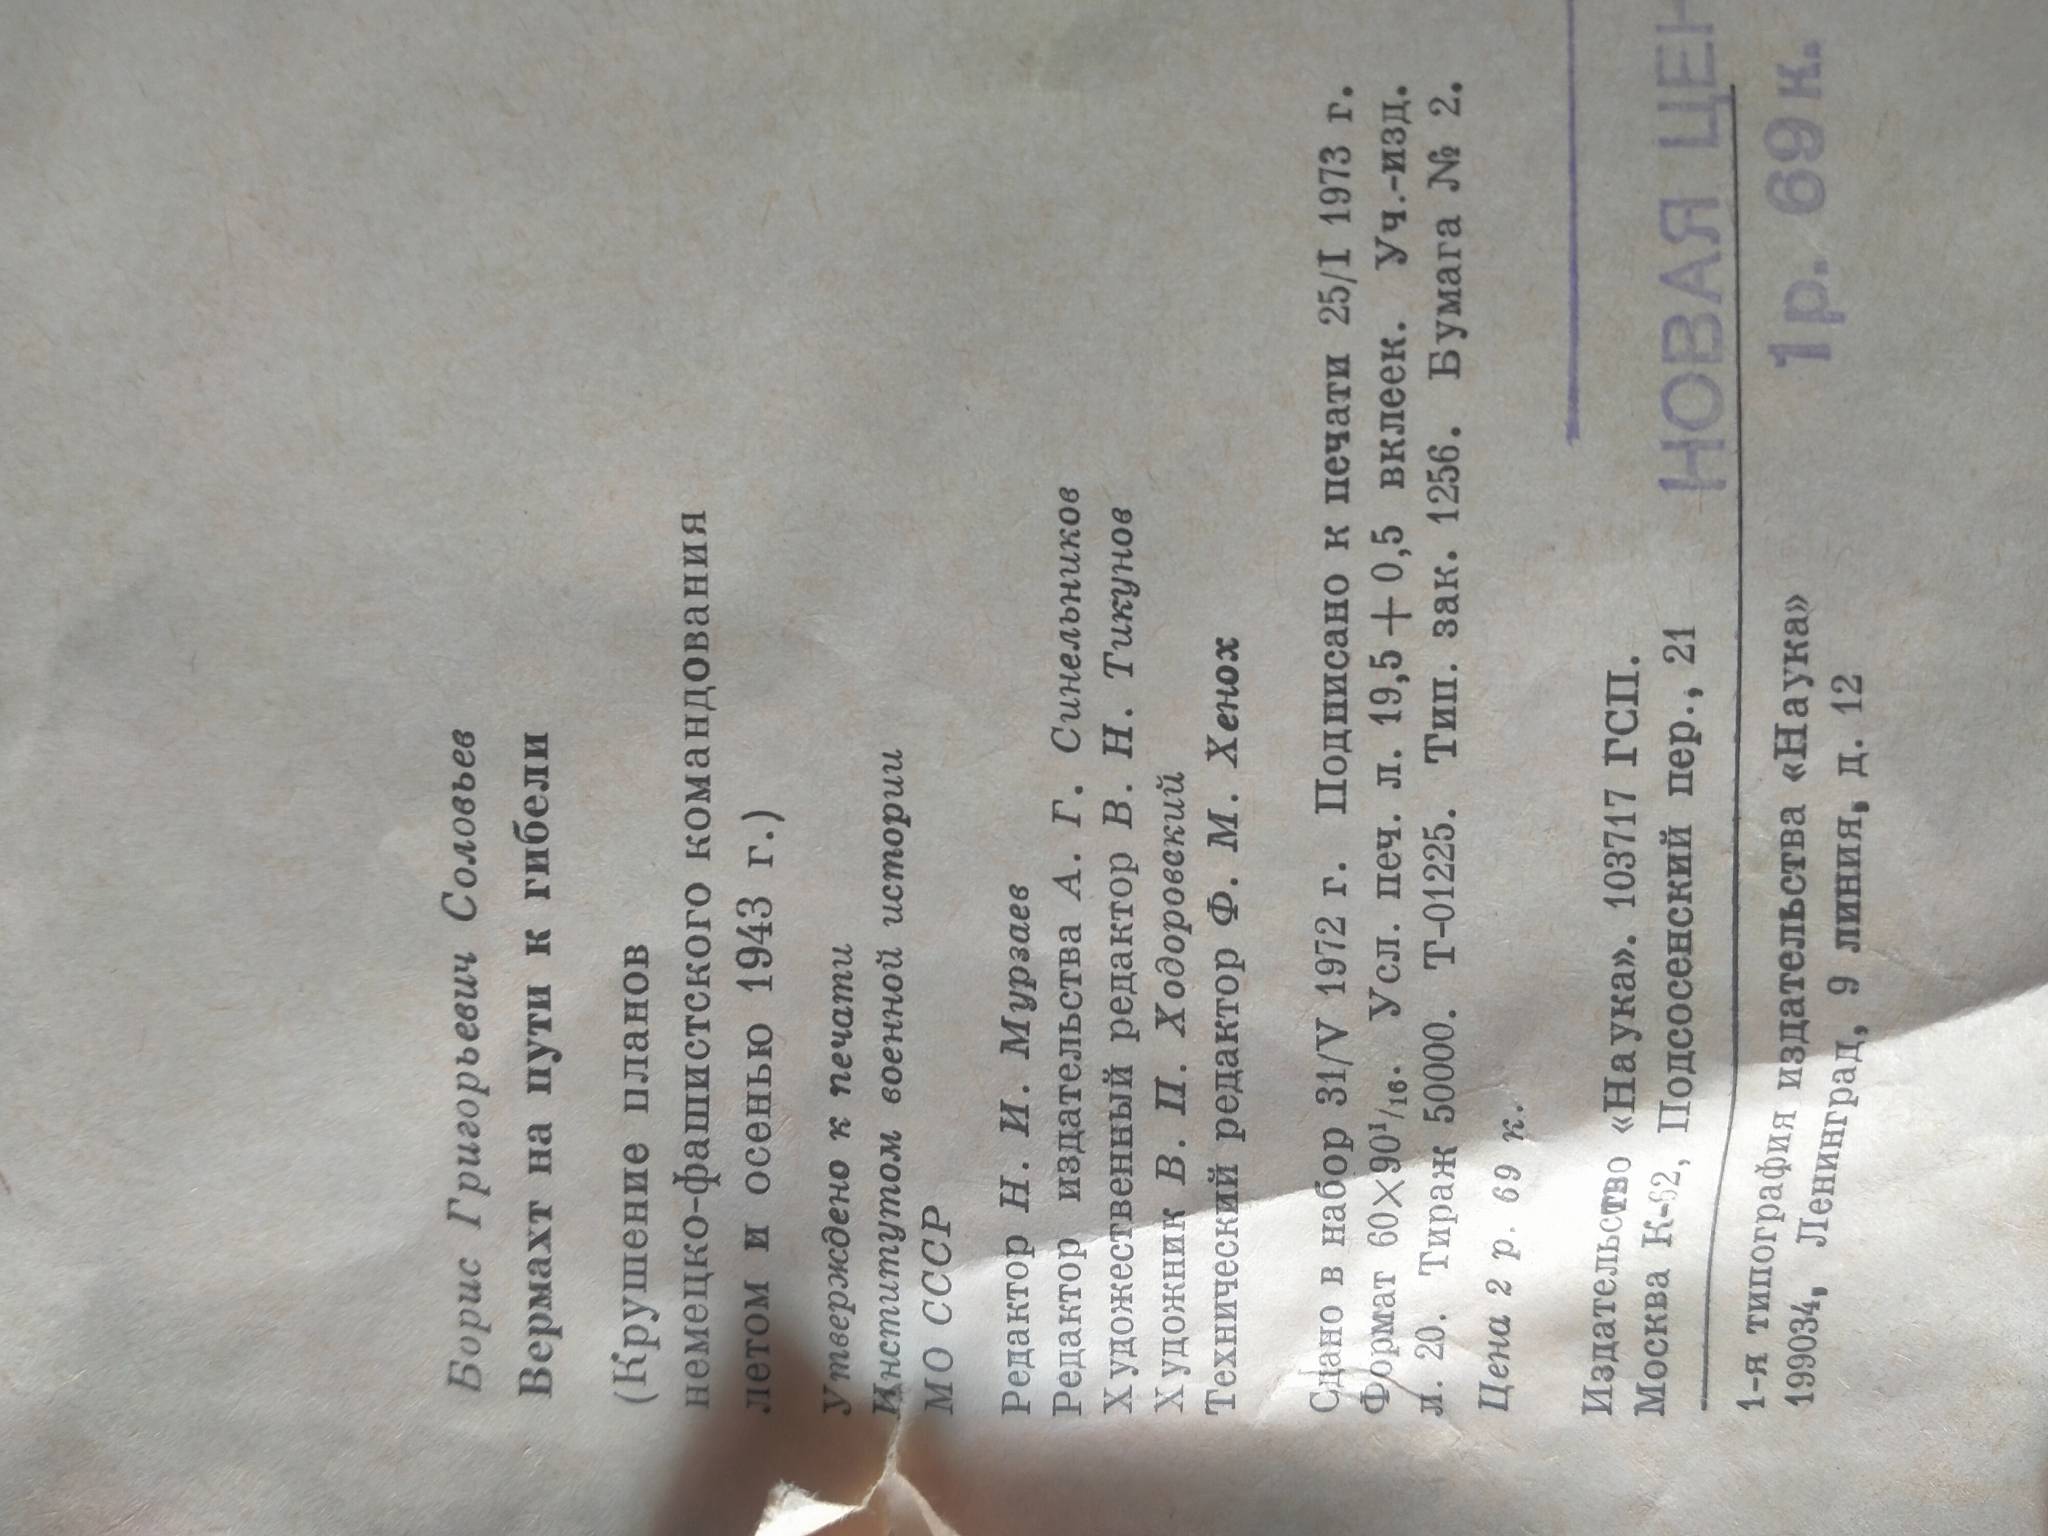 Борис Григорьевич Соловьев
Вермахт на пути к гибели
(Крушение планов
немецко-фашистского командования
летом и осенью 1943 г.)
Утверждено к печати
Институтом военной истории
МО СССР
Редактор Н. И. Мурзаев
Редактор издательства А. Г. Синельников
Художественный редактор В. Н. Тикунов
Художник В. П. Ходоровский
Технический редактор Ф. М. Хенох
Сдано в набор 31/V 1972 г. Подписано к печати 25/I 1973 г.
Формат 60×90¹/₁₆. Усл. печ. л. 19,5 + 0,5 вклеек. Уч.-изд.
л. 20. Тираж 50000. Т-01225. Тип. зак. 1256. Бумага № 2.
Цена 2 р. 69 к.
Издательство «Наука». 103717 ГСП.
Москва К-62, Подсосенский пер., 21
1-я типография издательства «Наука»
199034, Ленинград, 9 линия, д. 12
НОВАЯ ЦЕН
1 р. 69 к.